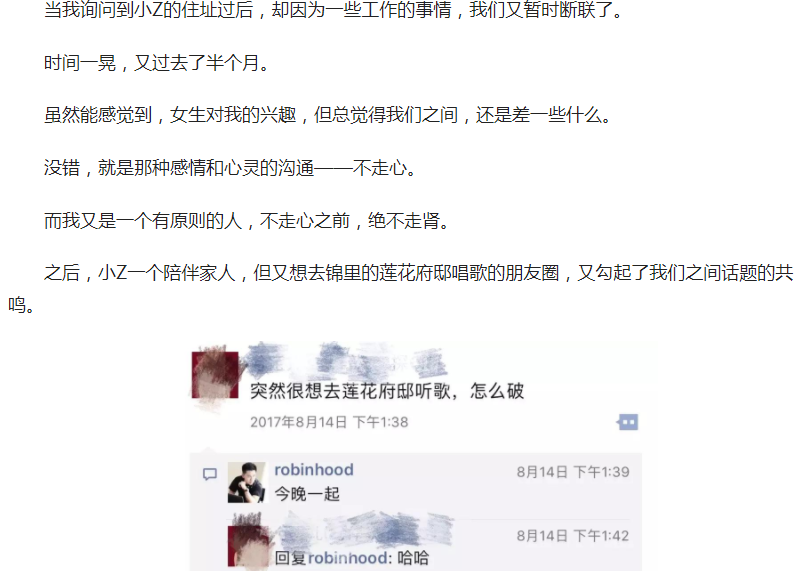 当我询问到小Z的住址过后，却因为一些工作的事情，我们又暂时断联了。
时间一晃，又过去了半个月。
虽然能感觉到，女生对我的兴趣，但总觉得我们之间，还是差一些什么。
没错，就是那种感情和心灵的沟通——不走心。
而我又是一个有原则的人，不走心之前，绝不走肾。
之后，小Z一个陪伴家人，但又想去锦里的莲花府邸唱歌的朋友圈，又勾起了我们之间话题的共
鸣。
突然很想去莲花府邸听歌，怎么破
2017年8月14日 下午1:38
robinhood 8月14日 下午1:39
今晚一起
8月14日 下午1:42
回复robinhood: 哈哈